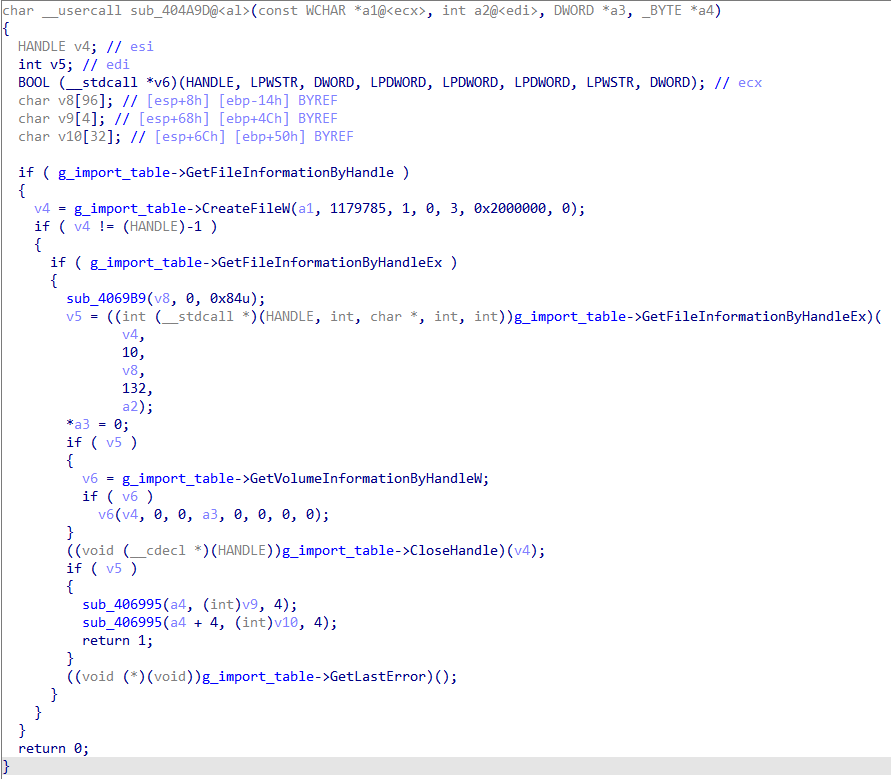 char __usercall sub_404A9D@<al>(const WCHAR *a1@<ecx>, int a2@<edi>, DWORD *a3, _BYTE *a4)
{
  HANDLE v4; // esi
  int v5; // edi
  BOOL (__stdcall *v6)(HANDLE, LPWSTR, DWORD, LPDWORD, LPDWORD, LPDWORD, LPWSTR, DWORD); // ecx
  char v8[96]; // [esp+8h] [ebp-14h] BYREF
  char v9[4]; // [esp+68h] [ebp+4Ch] BYREF
  char v10[32]; // [esp+6Ch] [ebp+50h] BYREF

  if ( g_import_table->GetFileInformationByHandle )
  {
    v4 = g_import_table->CreateFileW(a1, 1179785, 1, 0, 3, 0x2000000, 0);
    if ( v4 != (HANDLE)-1 )
    {
      if ( g_import_table->GetFileInformationByHandleEx )
      {
        sub_4069B9(v8, 0, 0x84u);
        v5 = ((int (__stdcall *)(HANDLE, int, char *, int, int))g_import_table->GetFileInformationByHandleEx)(
               v4,
               10,
               v8,
               132,
               a2);
        *a3 = 0;
        if ( v5 )
        {
          v6 = g_import_table->GetVolumeInformationByHandleW;
          if ( v6 )
            v6(v4, 0, 0, a3, 0, 0, 0, 0);
        }
        ((void (__cdecl *)(HANDLE))g_import_table->CloseHandle)(v4);
        if ( v5 )
        {
          sub_406995(a4, (int)v9, 4);
          sub_406995(a4 + 4, (int)v10, 4);
          return 1;
        }
        ((void (*)(void))g_import_table->GetLastError)();
      }
    }
  }
  return 0;
}